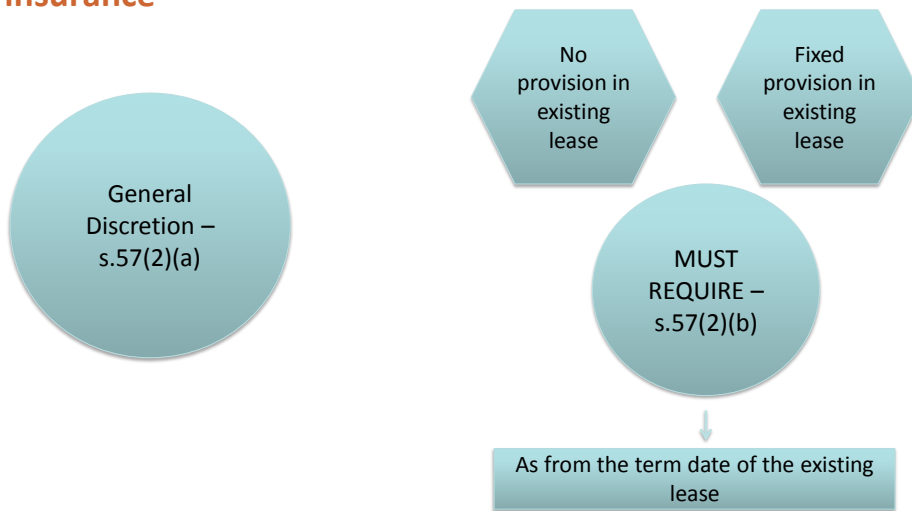 insurance
General
Discretion –
s.57(2)(a)
No
provision in
existing
lease
Fixed
provision in
existing
lease
MUST
REQUIRE –
s.57(2)(b)
As from the term date of the existing
lease